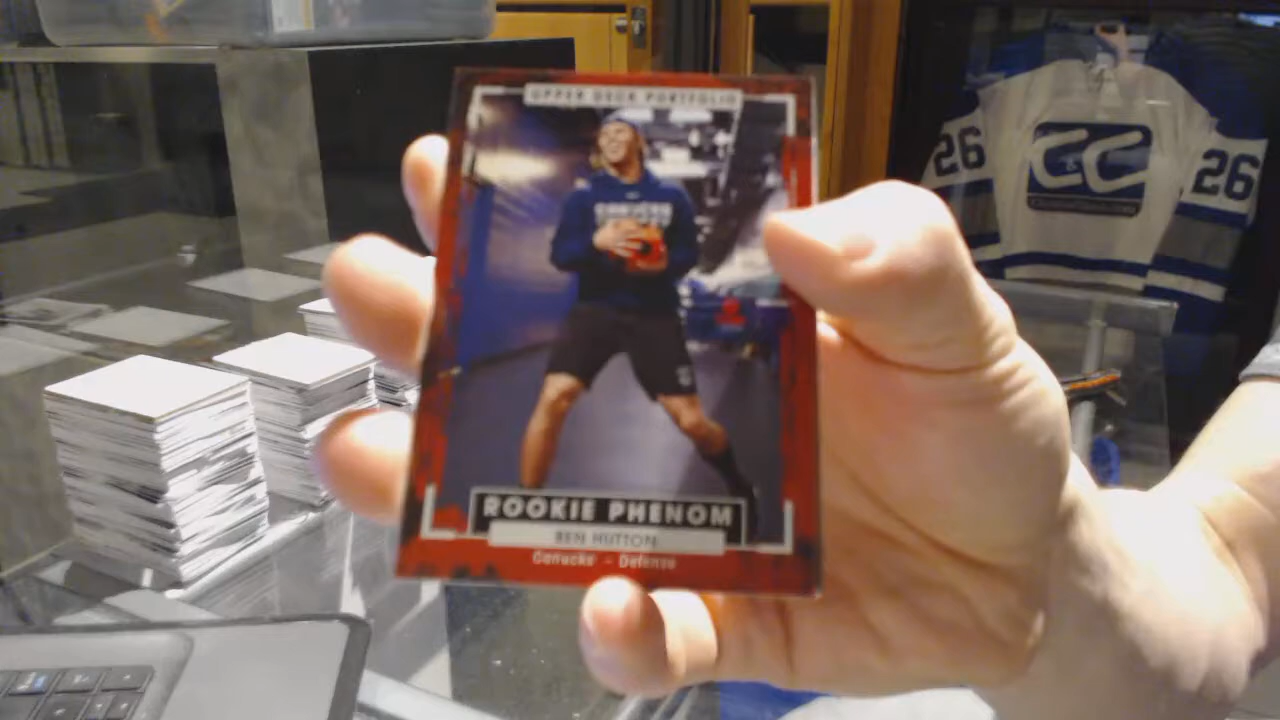 UPPER DECK PORTFOLIO
ROOKIE PHENOM
BEN HUTTON
Canucks - Defense
26
C&C
26